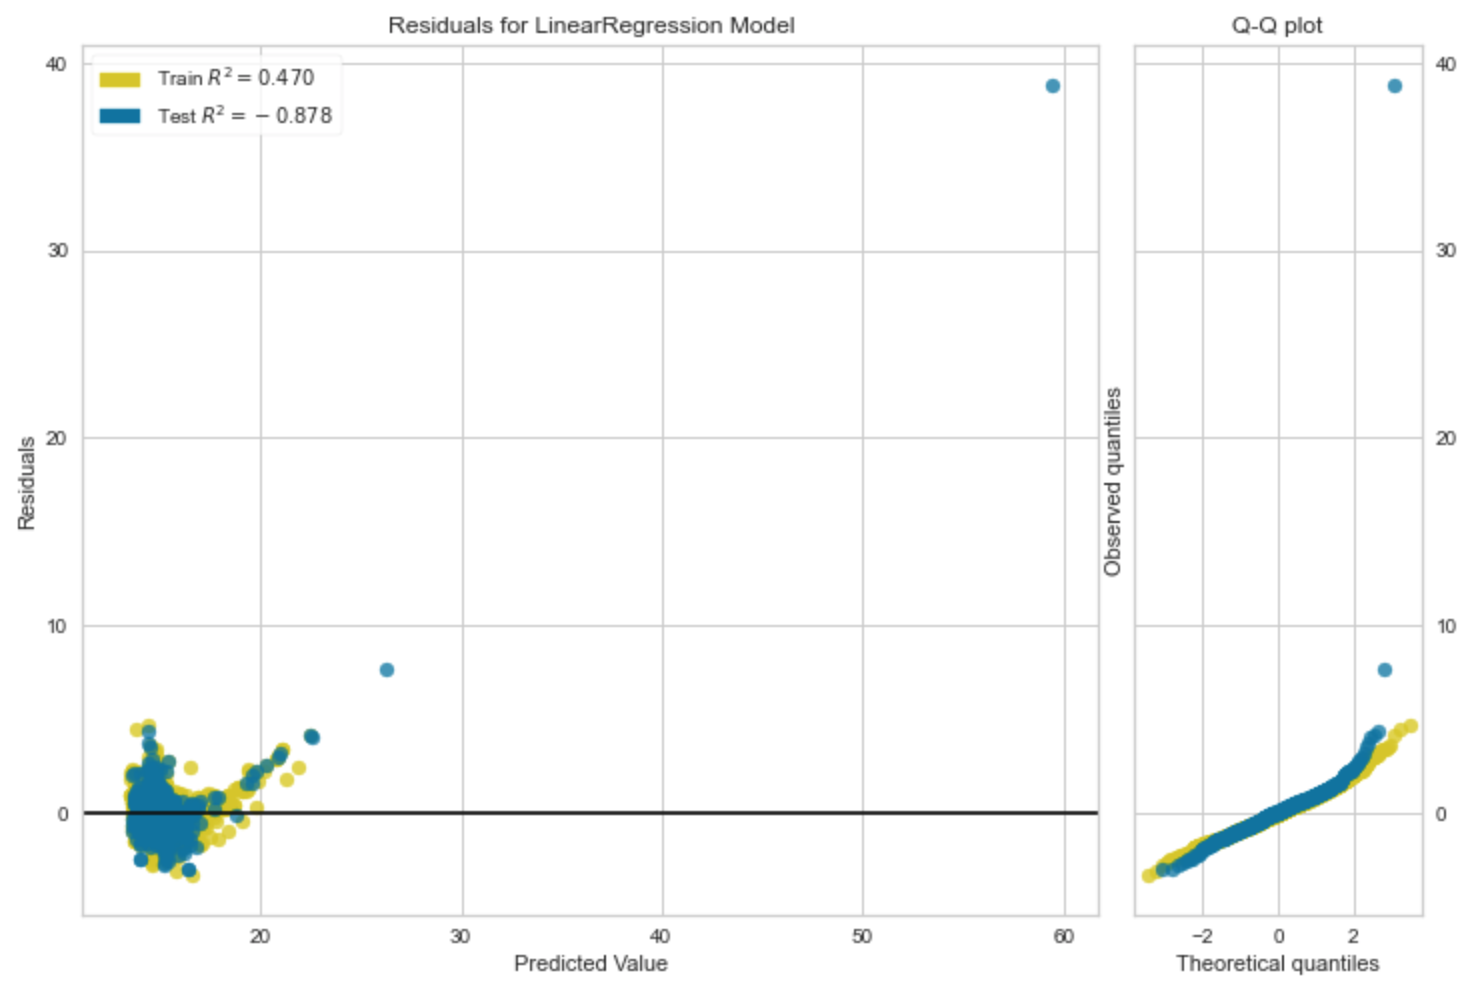 Residuals for LinearRegression Model
Train R² = 0.470
Test R² = − 0.878
40
30
20
10
0
Residuals
20
30
40
50
60
Predicted Value
Q-Q plot
Observed quantiles
40
30
20
10
0
−2
0
2
Theoretical quantiles